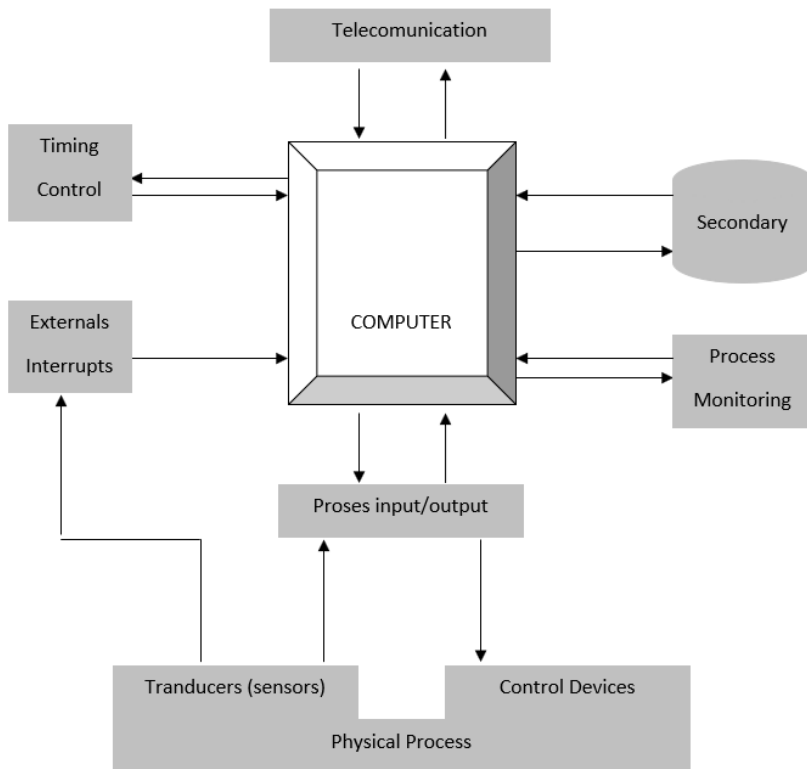 Telecomunication
Timing
Control
Secondary
COMPUTER
Externals
Interrupts
Process
Monitoring
Proses input/output
Tranducers (sensors)
Control Devices
Physical Process